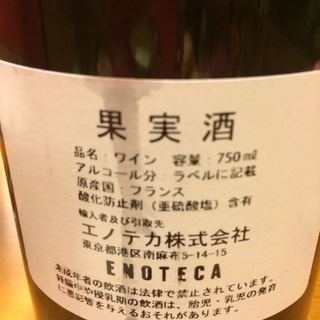 果実酒
品名：ワイン 容量：750㎖
アルコール分：ラベルに記載
原産国：フランス
酸化防止剤（亜硫酸塩）含有
輸入者及び引取先
エノテカ株式会社
東京都港区南麻布5-14-15
ENOTECA
未成年者の飲酒は法律で禁止されています。
妊娠中や授乳期の飲酒は、胎児・乳児の発育
に悪影響を与えるおそれがあります。